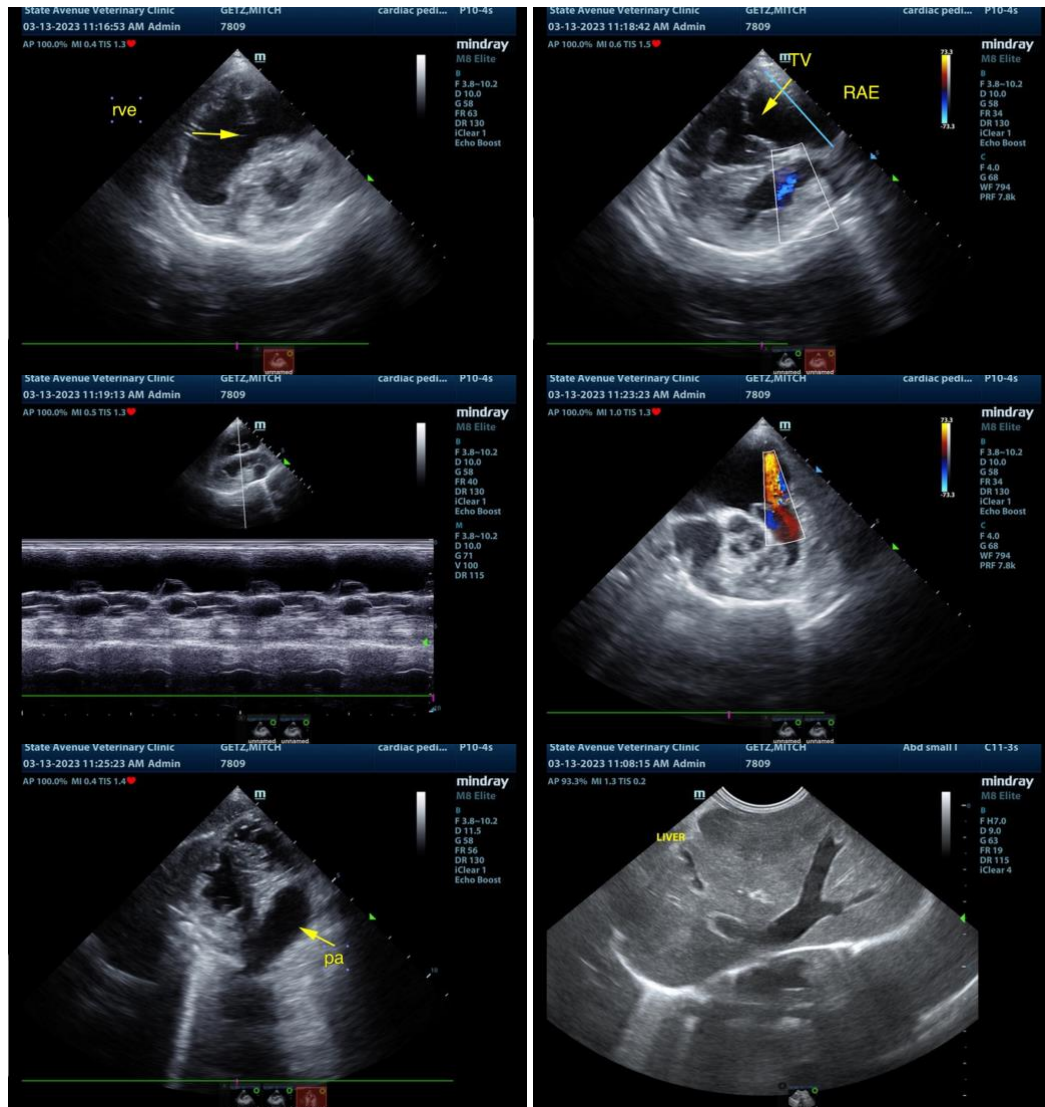 State Avenue Veterinary Clinic GETZ,MITCH cardiac pedi... P10-4s
03-13-2023 11:16:53 AM Admin 7809
AP 100.0% MI 0.4 TIS 1.3
m
mindray
M8 Elite
B
F 3.8~10.2
D 10.0
G 58
FR 63
DR 130
iClear 1
Echo Boost
rve
5
unnamed
State Avenue Veterinary Clinic GETZ,MITCH cardiac pedi... P10-4s
03-13-2023 11:18:42 AM Admin 7809
AP 100.0% MI 0.6 TIS 1.5
m
TV
RAE
73.3
-73.3
mindray
M8 Elite
B
F 3.8~10.2
D 10.0
G 58
FR 34
DR 130
iClear 1
Echo Boost
C
F 4.0
G 68
WF 794
PRF 7.8k
5
unnamed unnamed
State Avenue Veterinary Clinic GETZ,MITCH cardiac pedi... P10-4s
03-13-2023 11:19:13 AM Admin 7809
AP 100.0% MI 0.5 TIS 1.3
m
mindray
M8 Elite
B
F 3.8~10.2
D 10.0
G 58
FR 40
DR 130
iClear 1
Echo Boost
M
F 3.8~10.2
D 10.0
G 71
V 100
DR 115
unnamed unnamed
State Avenue Veterinary Clinic GETZ,MITCH cardiac pedi... P10-4s
03-13-2023 11:23:23 AM Admin 7809
AP 100.0% MI 1.0 TIS 1.3
m
73.3
-73.3
mindray
M8 Elite
B
F 3.8~10.2
D 10.0
G 58
FR 34
DR 130
iClear 1
Echo Boost
C
F 4.0
G 68
WF 794
PRF 7.8k
unnamed unnamed
State Avenue Veterinary Clinic GETZ,MITCH cardiac pedi... P10-4s
03-13-2023 11:25:23 AM Admin 7809
AP 100.0% MI 0.4 TIS 1.4
m
mindray
M8 Elite
B
F 3.8~10.2
D 11.5
G 58
FR 56
DR 130
iClear 1
Echo Boost
5
pa
10
State Avenue Veterinary Clinic GETZ,MITCH Abd small I C11-3s
03-13-2023 11:08:15 AM Admin 7809
AP 93.3% MI 1.3 TIS 0.2
m
LIVER
0
mindray
M8 Elite
B
F H7.0
D 9.0
G 63
FR 19
DR 115
iClear 4